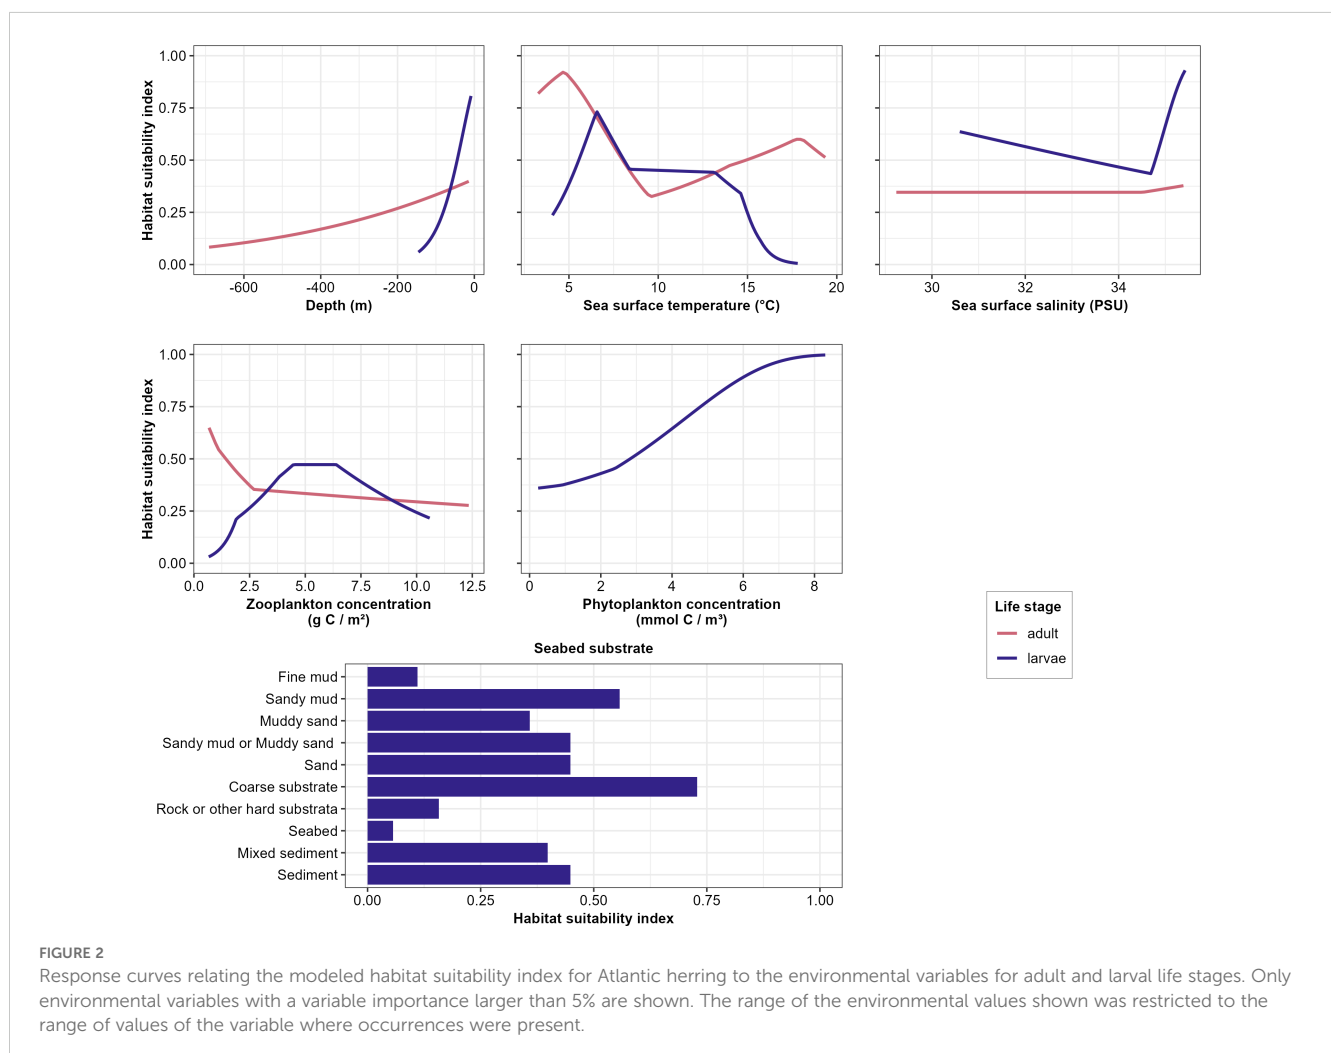 1.00
0.75
0.50
0.25
0.00
Habitat suitability index
-600 -400 -200 0
Depth (m)
5 10 15 20
Sea surface temperature (°C)
30 32 34
Sea surface salinity (PSU)
1.00
0.75
0.50
0.25
0.00
Habitat suitability index
0.0 2.5 5.0 7.5 10.0 12.5
Zooplankton concentration
(g C / m²)
0 2 4 6 8
Phytoplankton concentration
(mmol C / m³)
Life stage
adult
larvae
Seabed substrate
Fine mud
Sandy mud
Muddy sand
Sandy mud or Muddy sand
Sand
Coarse substrate
Rock or other hard substrata
Seabed
Mixed sediment
Sediment
0.00 0.25 0.50 0.75 1.00
Habitat suitability index
FIGURE 2
Response curves relating the modeled habitat suitability index for Atlantic herring to the environmental variables for adult and larval life stages. Only
environmental variables with a variable importance larger than 5% are shown. The range of the environmental values shown was restricted to the
range of values of the variable where occurrences were present.